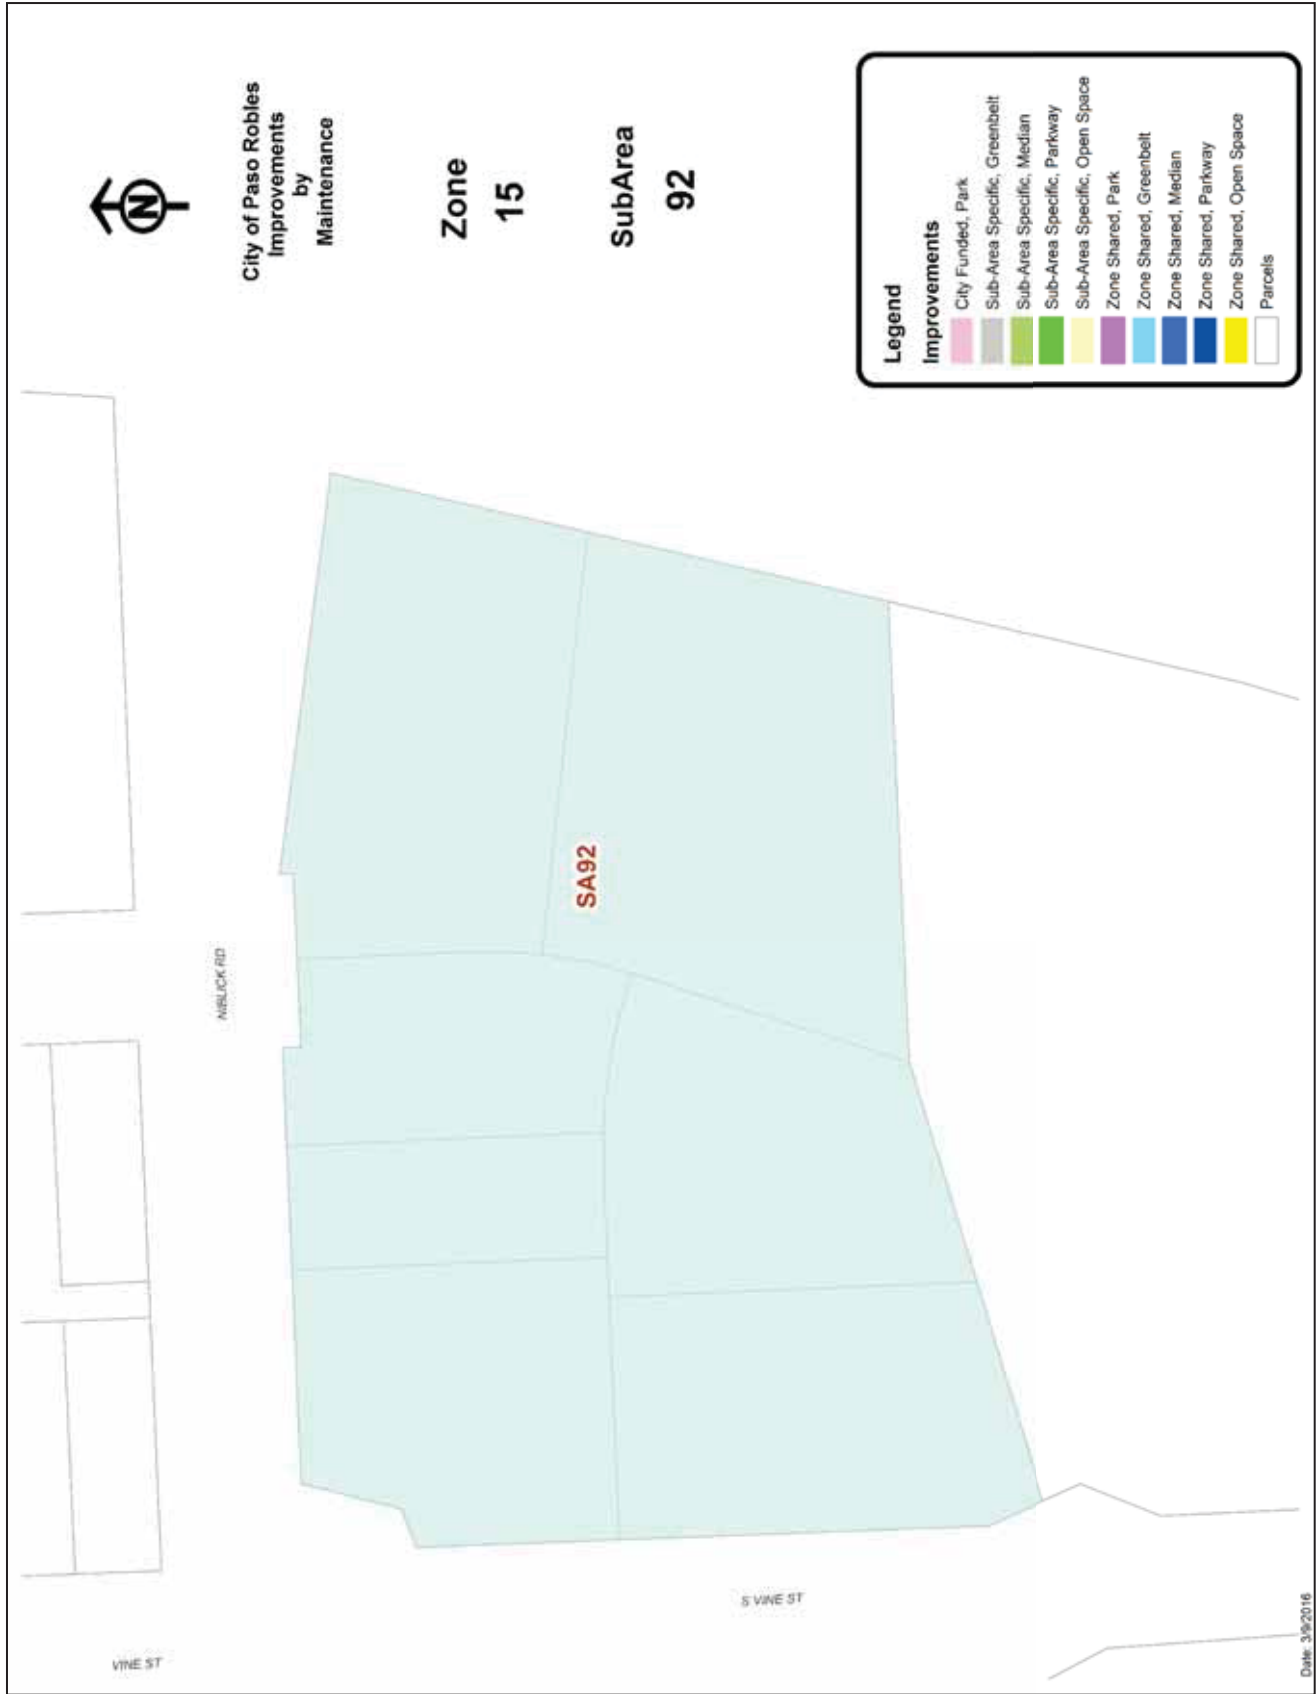 N
City of Paso Robles
Improvements
by
Maintenance
Zone
15
SubArea
92
Legend
Improvements
City Funded, Park
Sub-Area Specific, Greenbelt
Sub-Area Specific, Median
Sub-Area Specific, Parkway
Sub-Area Specific, Open Space
Zone Shared, Park
Zone Shared, Greenbelt
Zone Shared, Median
Zone Shared, Parkway
Zone Shared, Open Space
Parcels
NIBLICK RD
SA92
S VINE ST
VINE ST
Date: 3/9/2016